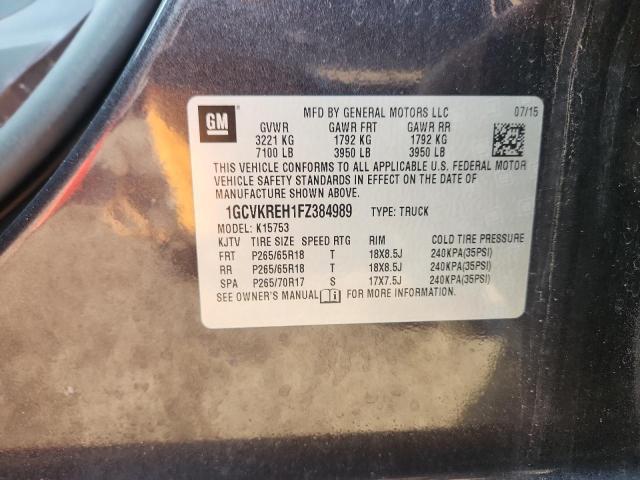 GM
MFD BY GENERAL MOTORS LLC 07/15
GVWR GAWR FRT GAWR RR
3221 KG 1792 KG 1792 KG
7100 LB 3950 LB 3950 LB
THIS VEHICLE CONFORMS TO ALL APPLICABLE U.S. FEDERAL MOTOR
VEHICLE SAFETY STANDARDS IN EFFECT ON THE DATE OF
MANUFACTURE SHOWN ABOVE.
1GCVKREH1FZ384989 TYPE: TRUCK
MODEL: K15753
KJTV TIRE SIZE SPEED RTG RIM COLD TIRE PRESSURE
FRT P265/65R18 T 18X8.5J 240KPA(35PSI)
RR P265/65R18 T 18X8.5J 240KPA(35PSI)
SPA P265/70R17 S 17X7.5J 240KPA(35PSI)
SEE OWNER'S MANUAL FOR MORE INFORMATION